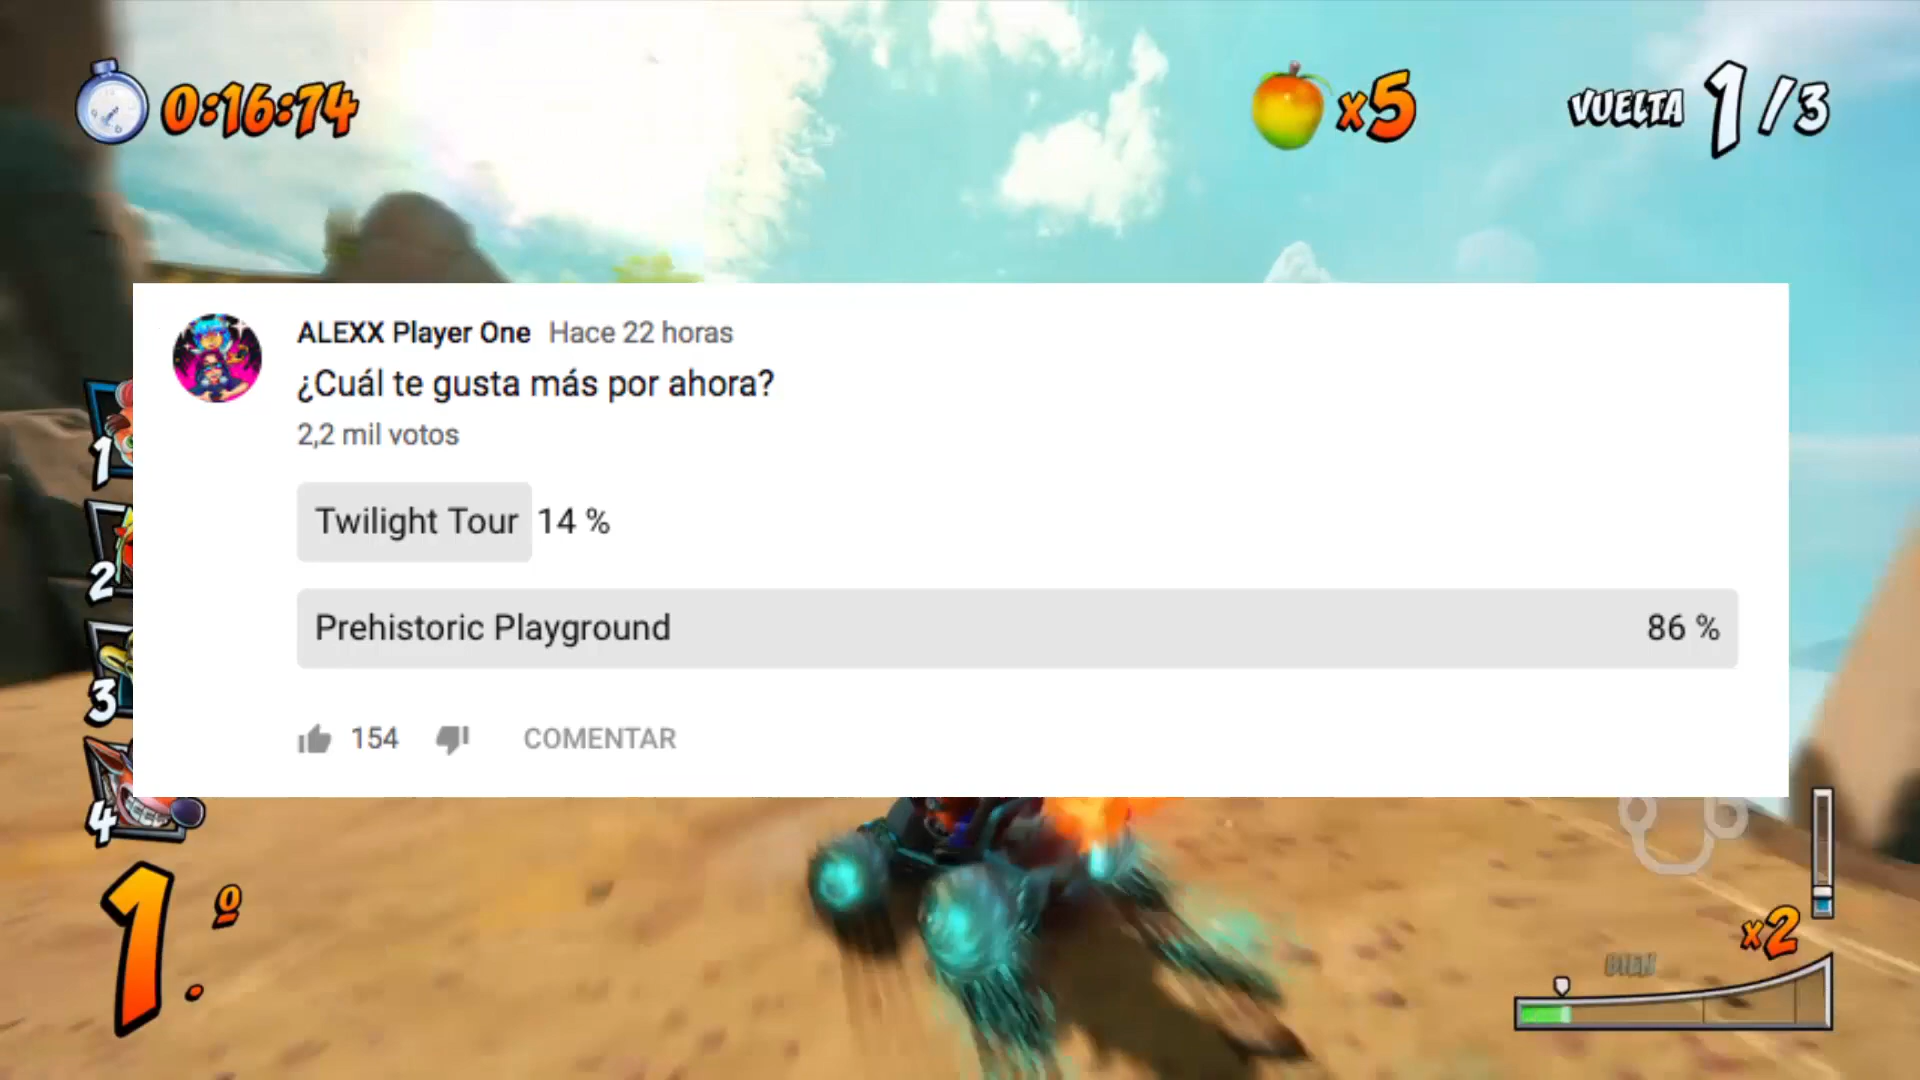 0:16:74
x5
VUELTA 1/3
ALEXX Player One Hace 22 horas
¿Cuál te gusta más por ahora?
2,2 mil votos
Twilight Tour 14 %
Prehistoric Playground 86 %
154 COMENTAR
1
2
3
4
1.º
x2
BIEN